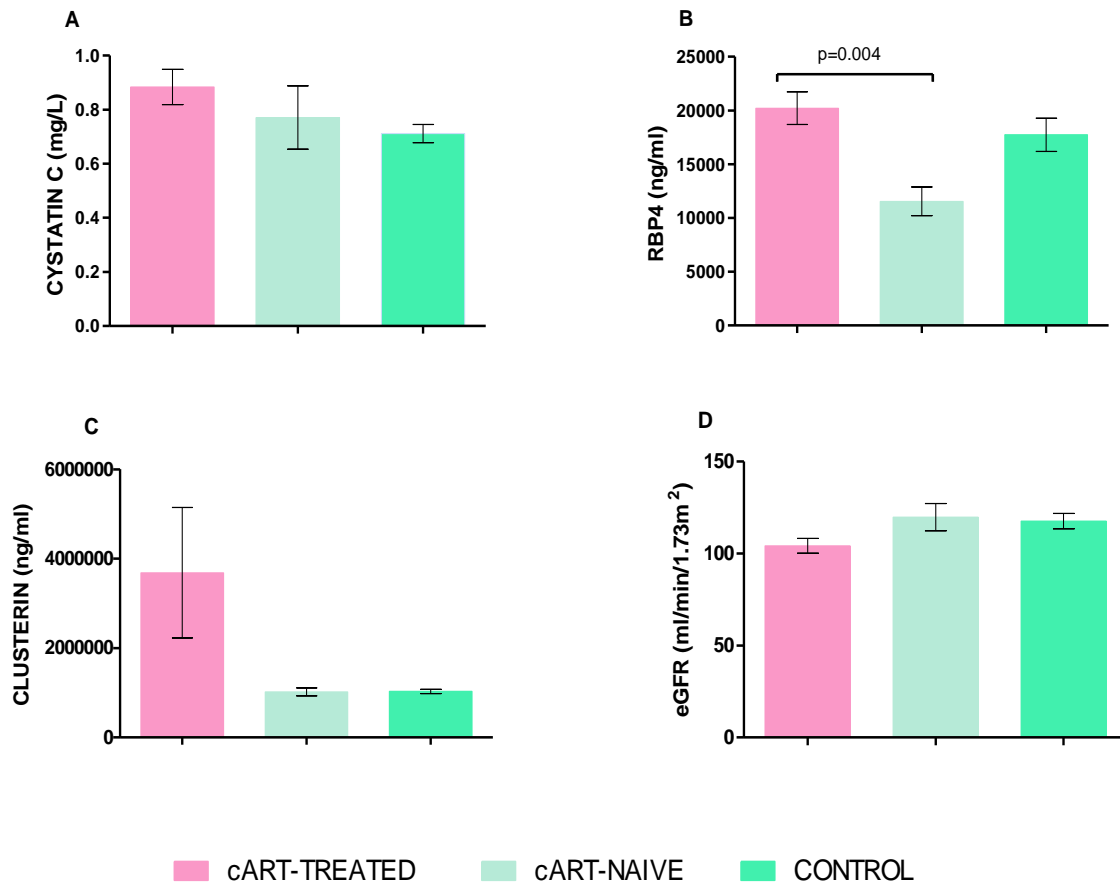 A
CYSTATIN C (mg/L)
1.0
0.8
0.6
0.4
0.2
0.0
B
p=0.004
RBP4 (ng/ml)
25000
20000
15000
10000
5000
0
C
CLUSTERIN (ng/ml)
6000000
4000000
2000000
0
D
eGFR (ml/min/1.73m²)
150
100
50
0
cART-TREATED cART-NAIVE CONTROL